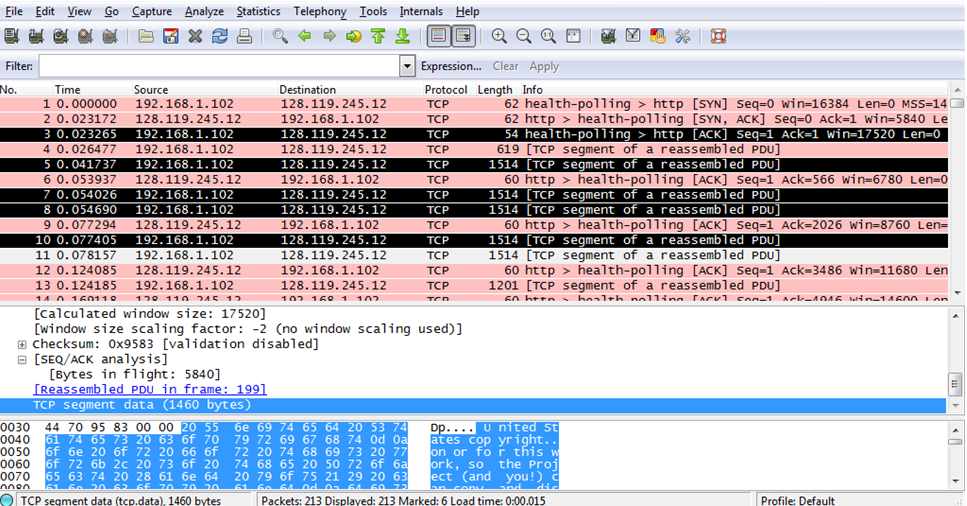 File Edit View Go Capture Analyze Statistics Telephony Tools Internals Help
Filter: Expression... Clear Apply
No. Time Source Destination Protocol Length Info
1 0.000000 192.168.1.102 128.119.245.12 TCP 62 health-polling > http [SYN] Seq=0 Win=16384 Len=0 MSS=14
2 0.023172 192.168.1.102 128.119.245.12 TCP 62 http > health-polling [SYN, ACK] Seq=0 Ack=1 Win=5840 Le
3 0.023265 192.168.1.102 128.119.245.12 TCP 54 health-polling > http [ACK] Seq=1 Ack=1 Win=17520 Len=0
4 0.026477 192.168.1.102 128.119.245.12 TCP 619 [TCP segment of a reassembled PDU]
5 0.041737 192.168.1.102 128.119.245.12 TCP 1514 [TCP segment of a reassembled PDU]
6 0.053937 192.168.1.102 128.119.245.12 TCP 60 http > health-polling [ACK] Seq=1 Ack=566 Win=6780 Len=0
7 0.054026 192.168.1.102 128.119.245.12 TCP 1514 [TCP segment of a reassembled PDU]
8 0.054690 192.168.1.102 128.119.245.12 TCP 1514 [TCP segment of a reassembled PDU]
9 0.077294 192.168.1.102 128.119.245.12 TCP 60 http > health-polling [ACK] Seq=1 Ack=2026 Win=8760 Len=
10 0.077405 192.168.1.102 128.119.245.12 TCP 1514 [TCP segment of a reassembled PDU]
11 0.078157 192.168.1.102 128.119.245.12 TCP 1514 [TCP segment of a reassembled PDU]
12 0.124085 128.119.245.12 192.168.1.102 TCP 60 http > health-polling [ACK] Seq=1 Ack=3486 Win=11680 Len
13 0.124185 192.168.1.102 128.119.245.12 TCP 1201 [TCP segment of a reassembled PDU]
14 0.169118 128.119.245.12 192.168.1.102 TCP 60 http > health-polling [ACK] Seq=1 Ack=4946 Win=14600 Len
[Calculated window size: 17520]
[Window size scaling factor: -2 (no window scaling used)]
Checksum: 0x9583 [validation disabled]
[SEQ/ACK analysis]
[Bytes in flight: 5840]
[Reassembled PDU in frame: 199]
TCP segment data (1460 bytes)
0030 44 70 95 83 00 00 20 55 6e 69 74 65 64 20 53 74 Dp.... U nited St
0040 61 74 65 73 20 63 6f 70 79 72 69 67 68 74 0d 0a ates cop yright..
0050 6f 6e 20 6f 72 20 66 6f 72 20 74 68 69 73 20 77 on or fo r this w
0060 6f 72 6b 2c 20 73 6f 20 74 68 65 20 50 72 6f 6a ork, so the Proj
0070 65 63 74 20 28 61 6e 64 20 79 6f 75 21 29 20 63 ect (and you!) c
0080 61 6e 20 63 6f 70 79 20 61 6e 64 0d 0a 64 69 73 an copy and..dis
TCP segment data (tcp.data), 1460 bytes Packets: 213 Displayed: 213 Marked: 6 Load time: 0:00.015 Profile: Default